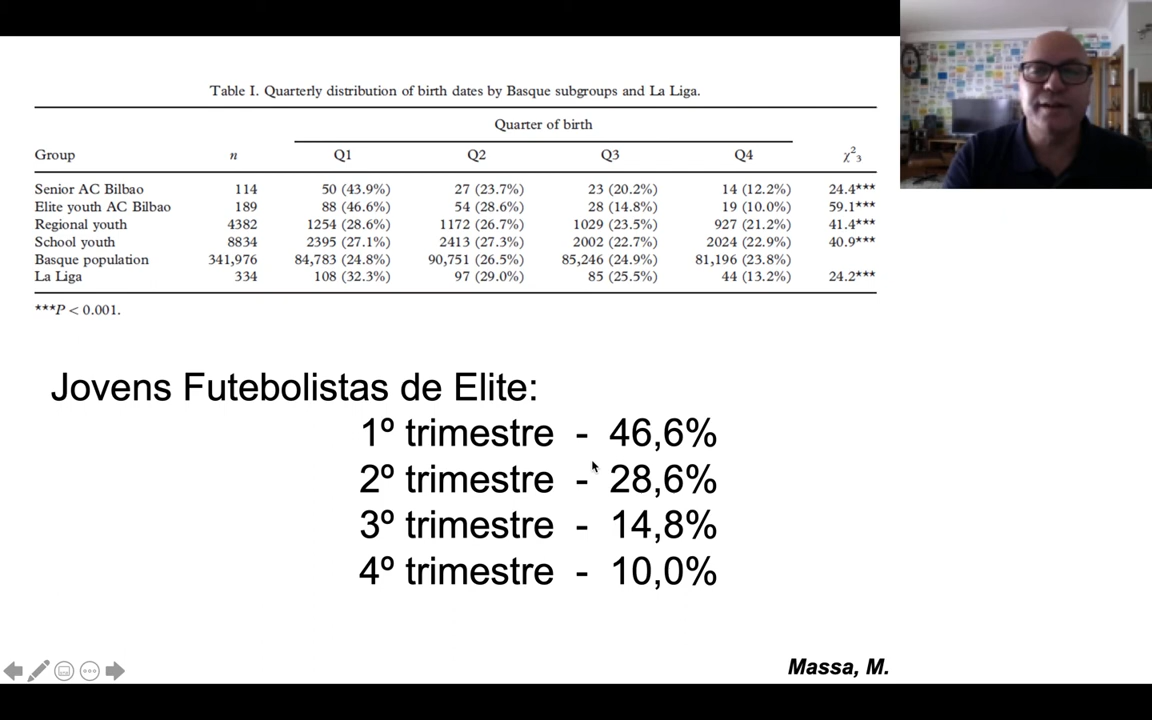 Table I. Quarterly distribution of birth dates by Basque subgroups and La Liga.
Quarter of birth
Group n Q1 Q2 Q3 Q4 χ²₃
Senior AC Bilbao 114 50 (43.9%) 27 (23.7%) 23 (20.2%) 14 (12.2%) 24.4***
Elite youth AC Bilbao 189 88 (46.6%) 54 (28.6%) 28 (14.8%) 19 (10.0%) 59.1***
Regional youth 4382 1254 (28.6%) 1172 (26.7%) 1029 (23.5%) 927 (21.2%) 41.4***
School youth 8834 2395 (27.1%) 2413 (27.3%) 2002 (22.7%) 2024 (22.9%) 40.9***
Basque population 341,976 84,783 (24.8%) 90,751 (26.5%) 85,246 (24.9%) 81,196 (23.8%)
La Liga 334 108 (32.3%) 97 (29.0%) 85 (25.5%) 44 (13.2%) 24.2***
***P < 0.001.
Jovens Futebolistas de Elite:
1º trimestre - 46,6%
2º trimestre - 28,6%
3º trimestre - 14,8%
4º trimestre - 10,0%
Massa, M.